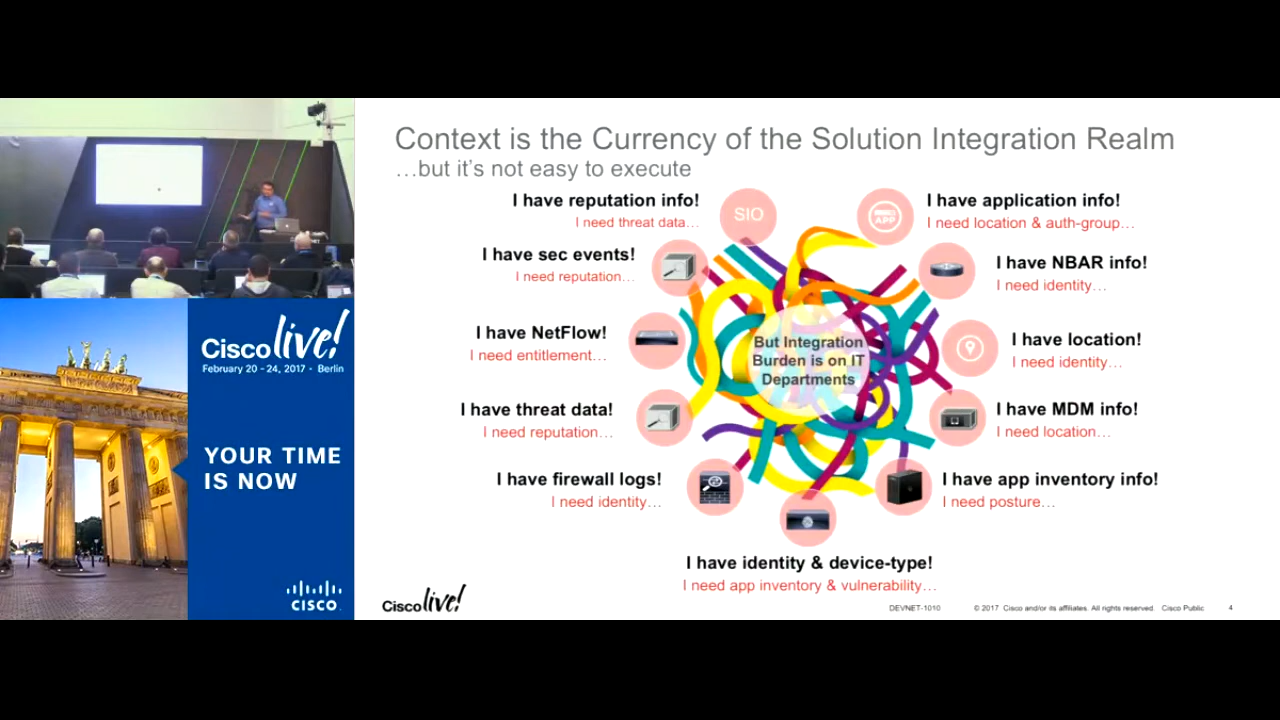 Context is the Currency of the Solution Integration Realm
…but it's not easy to execute
I have reputation info!
I need threat data…
SIO
APP
I have application info!
I need location & auth-group…
I have sec events!
I need reputation…
I have NBAR info!
I need identity…
I have NetFlow!
I need entitlement…
But Integration
Burden is on IT
Departments
I have location!
I need identity…
I have threat data!
I need reputation…
I have MDM info!
I need location…
I have firewall logs!
I need identity…
I have app inventory info!
I need posture…
I have identity & device-type!
I need app inventory & vulnerability…
Cisco live!
February 20 - 24, 2017 • Berlin
YOUR TIME
IS NOW
CISCO
Cisco live!
DEVNET-1010
© 2017 Cisco and/or its affiliates. All rights reserved. Cisco Public
4